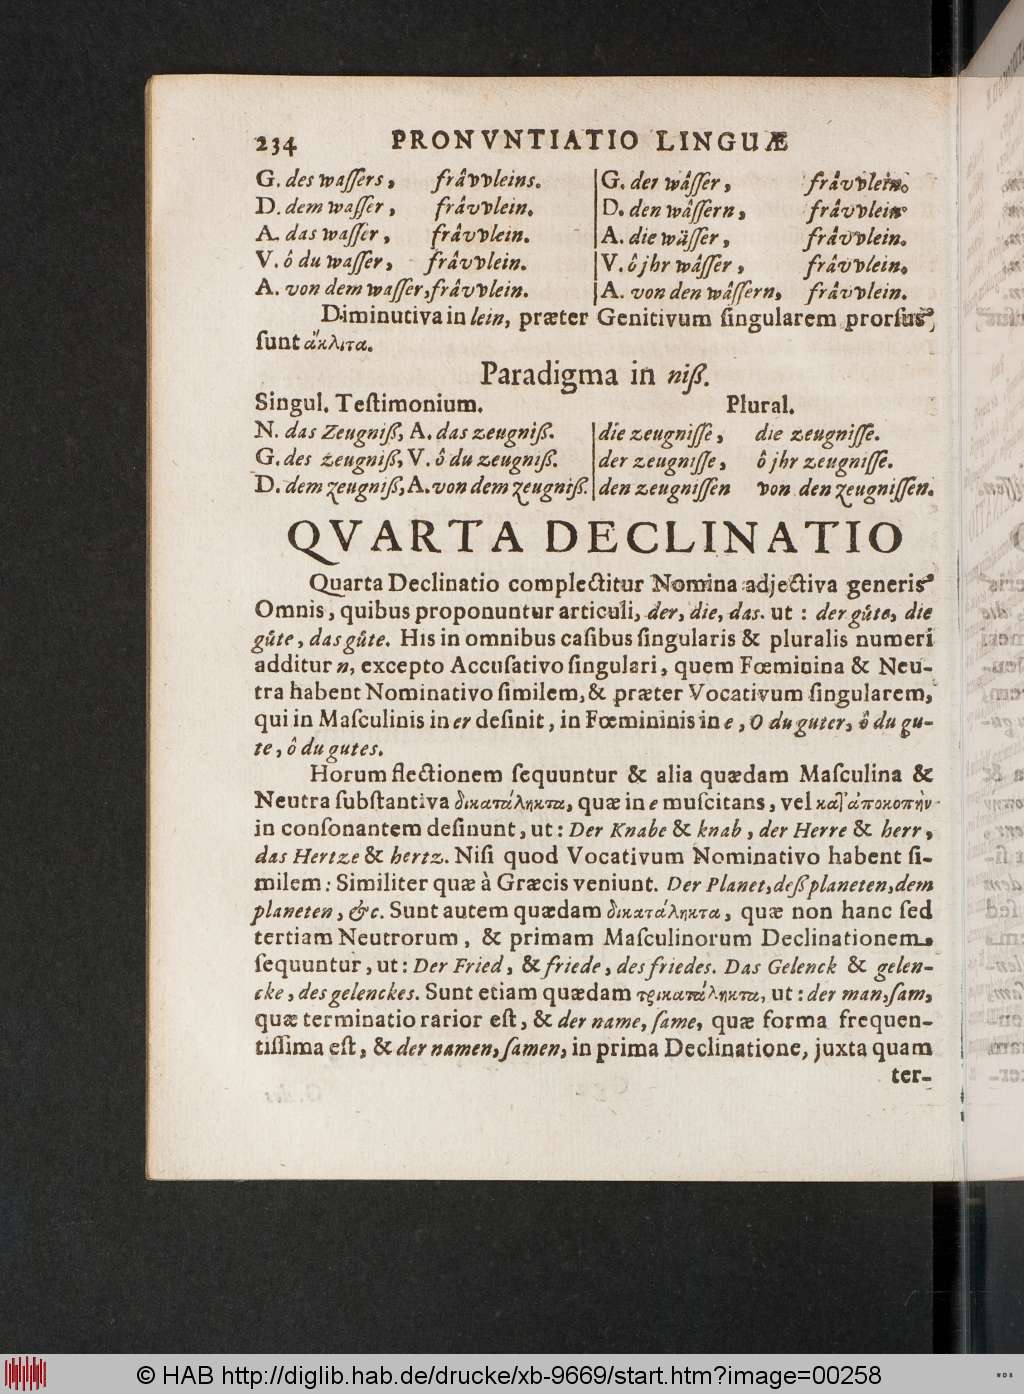 234 PRONVNTIATIO LINGUÆ
G. des waſſers, fråvvleins. | G. der wåſſer, fråvvlein.
D. dem waſſer, fråvvlein. | D. den wåſſern, fråvvlein.
A. das waſſer, fråvvlein. | A. die wåſſer, fråvvlein.
V. ô du waſſer, fråvvlein. | V. ô jhr wåſſer, fråvvlein.
A. von dem waſſer, fråvvlein. | A. von den wåſſern, fråvvlein.
Diminutiva in lein, præter Genitivum ſingularem prorſus
ſunt ἄκλιτα.
Paradigma in niß.
Singul. Teſtimonium. Plural.
N. das Zeugniß, A. das zeugniß. | die zeugniſſe, die zeugniſſe.
G. des zeugniß, V. ô du zeugniß. | der zeugniſſe, ô jhr zeugniſſe.
D. dem zeugniß, A. von dem zeugniß. | den zeugniſſen von den zeugniſſen.
QVARTA DECLINATIO
Quarta Declinatio complectitur Nomina adjectiva generis
Omnis, quibus proponuntur articuli, der, die, das. ut : der gůte, die
gůte, das gůte. His in omnibus caſibus ſingularis & pluralis numeri
additur n, excepto Accuſativo ſingulari, quem Fœminina & Neu-
tra habent Nominativo ſimilem, & præter Vocativum ſingularem,
qui in Maſculinis in er deſinit, in Fœmininis in e, O du guter, ô du gu-
te, ô du gutes.
Horum flectionem ſequuntur & alia quædam Maſculina &
Neutra ſubſtantiva δικατάληκτα, quæ in e muſcitans, vel κατ' ἀποκοπὴν
in conſonantem deſinunt, ut : Der Knabe & knab, der Herre & herr,
das Hertze & hertz. Niſi quod Vocativum Nominativo habent ſi-
milem : Similiter quæ à Græcis veniunt. Der Planet, deß planeten, dem
planeten, &c. Sunt autem quædam δικατάληκτα, quæ non hanc ſed
tertiam Neutrorum, & primam Maſculinorum Declinationem
ſequuntur, ut : Der Fried, & friede, des friedes. Das Gelenck & gelen-
cke, des gelenckes. Sunt etiam quædam τρικατάληκτα, ut : der man, ſam,
quæ terminatio rarior eſt, & der name, ſame, quæ forma frequen-
tiſſima eſt, & der namen, ſamen, in prima Declinatione, juxta quam
ter-
© HAB http://diglib.hab.de/drucke/xb-9669/start.htm?image=00258